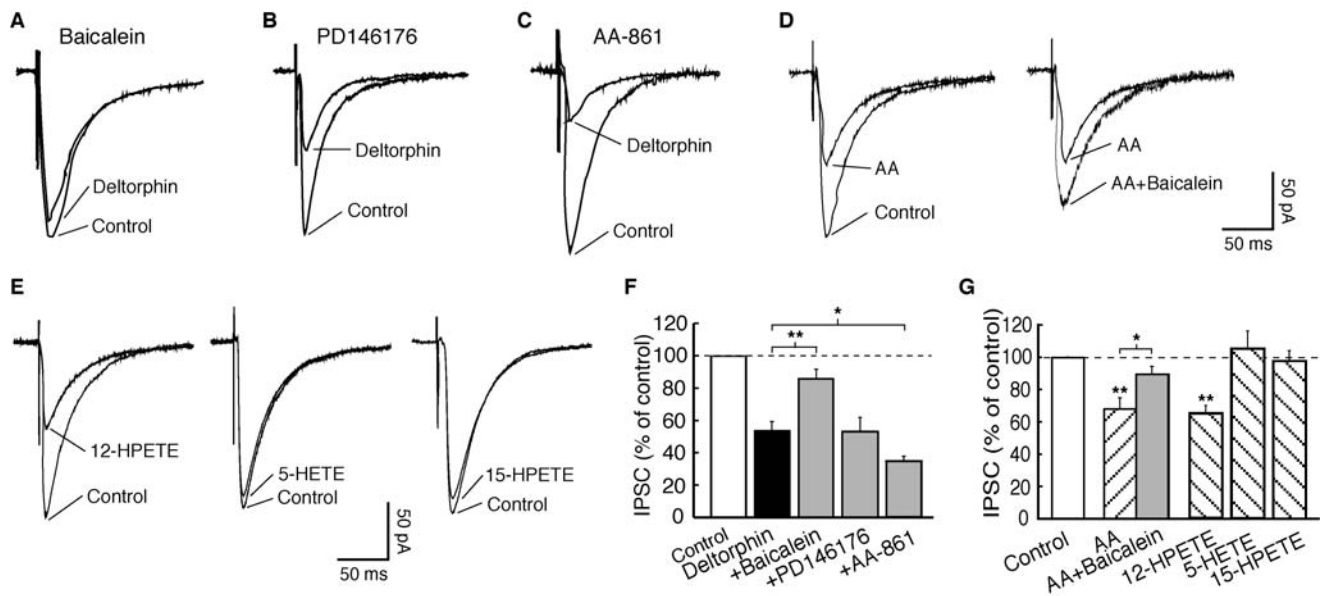 A
Baicalein
Deltorphin
Control
B
PD146176
Deltorphin
Control
C
AA-861
Deltorphin
Control
D
AA
Control
AA
AA+Baicalein
50 pA
50 ms
E
12-HPETE
Control
5-HETE
Control
15-HPETE
Control
50 pA
50 ms
F
IPSC (% of control)
120
100
80
60
40
20
0
*
**
Control
Deltorphin
+Baicalein
+PD146176
+AA-861
G
IPSC (% of control)
120
100
80
60
40
20
0
*
**
**
Control
AA
AA+Baicalein
12-HPETE
5-HETE
15-HPETE